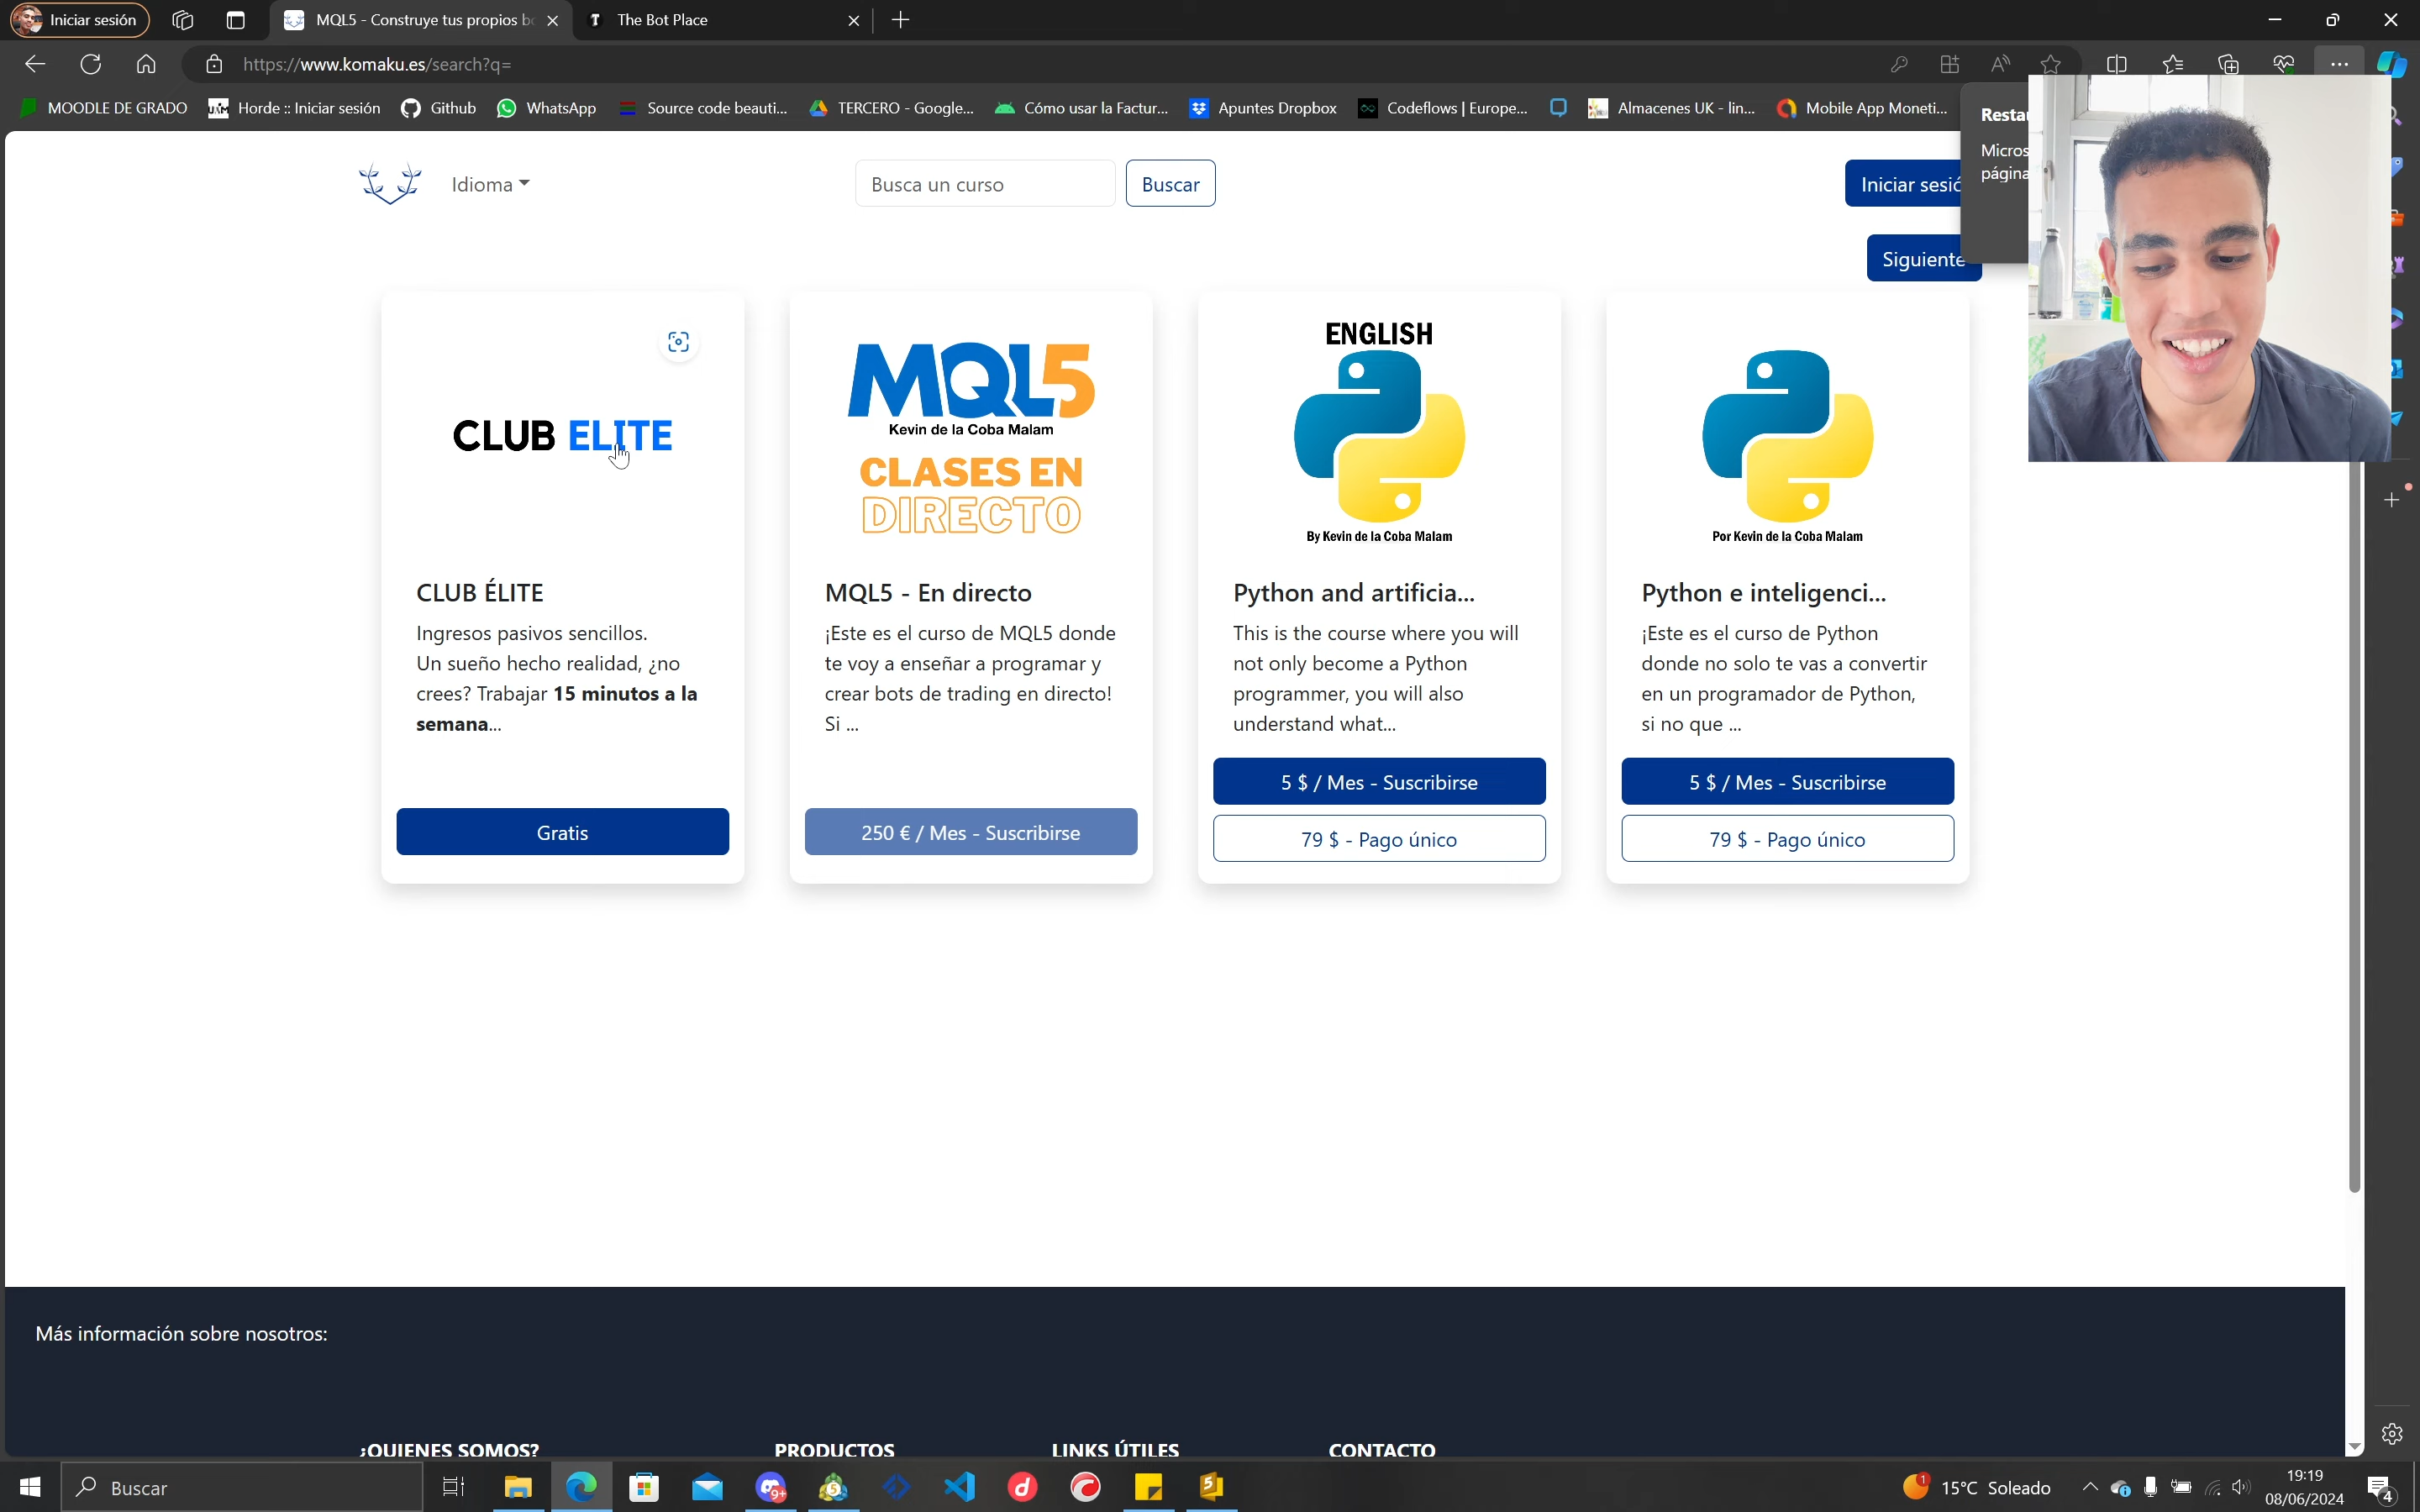 Iniciar sesión
MQL5 - Construye tus propios b
The Bot Place
https://www.komaku.es/search?q=
MOODLE DE GRADO
Horde :: Iniciar sesión
Github
WhatsApp
Source code beauti...
TERCERO - Google...
Cómo usar la Factur...
Apuntes Dropbox
Codeflows | Europe...
Almacenes UK - lin...
Mobile App Moneti...
Idioma
Busca un curso
Buscar
Iniciar sesió
Siguiente
Micros
página
CLUB ELITE
CLUB ÉLITE
Ingresos pasivos sencillos.
Un sueño hecho realidad, ¿no
crees? Trabajar 15 minutos a la
semana...
Gratis
MQL5
Kevin de la Coba Malam
CLASES EN
DIRECTO
MQL5 - En directo
¡Este es el curso de MQL5 donde
te voy a enseñar a programar y
crear bots de trading en directo!
Si ...
250 € / Mes - Suscribirse
ENGLISH
By Kevin de la Coba Malam
Python and artificia...
This is the course where you will
not only become a Python
programmer, you will also
understand what...
5 $ / Mes - Suscribirse
79 $ - Pago único
Por Kevin de la Coba Malam
Python e inteligenci...
¡Este es el curso de Python
donde no solo te vas a convertir
en un programador de Python,
si no que ...
5 $ / Mes - Suscribirse
79 $ - Pago único
Más información sobre nosotros:
¿QUIENES SOMOS?
PRODUCTOS
LINKS ÚTILES
CONTACTO
Buscar
9+
5
5
1
15°C Soleado
19:19
08/06/2024
4